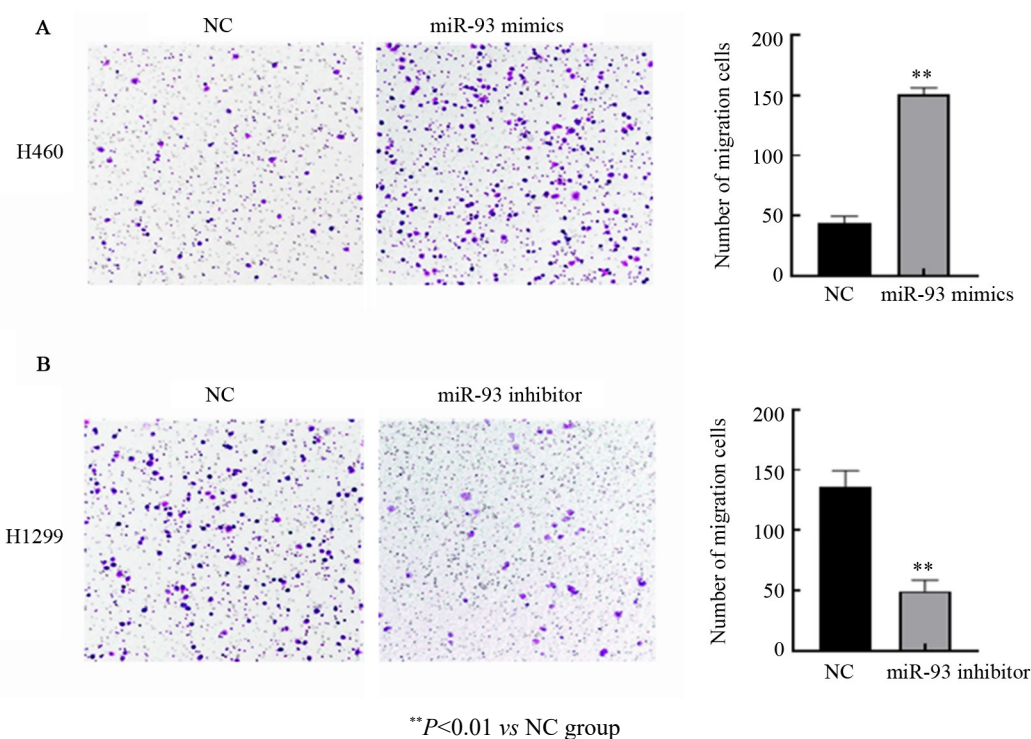 A
NC
miR-93 mimics
H460
Number of migration cells
200
150
100
50
0
**
NC
miR-93 mimics
B
NC
miR-93 inhibitor
H1299
Number of migration cells
200
150
100
50
0
**
NC
miR-93 inhibitor
**P<0.01 vs NC group